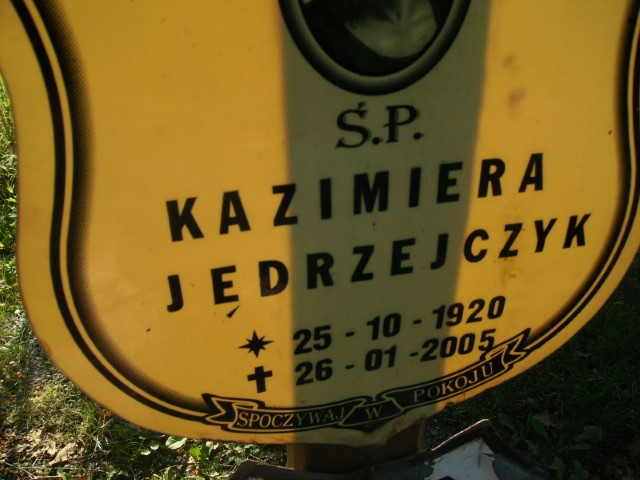 Ś.P.
KAZIMIERA
JĘDRZEJCZYK
25 - 10 - 1920
26 - 01 - 2005
SPOCZYWAJ W POKOJU